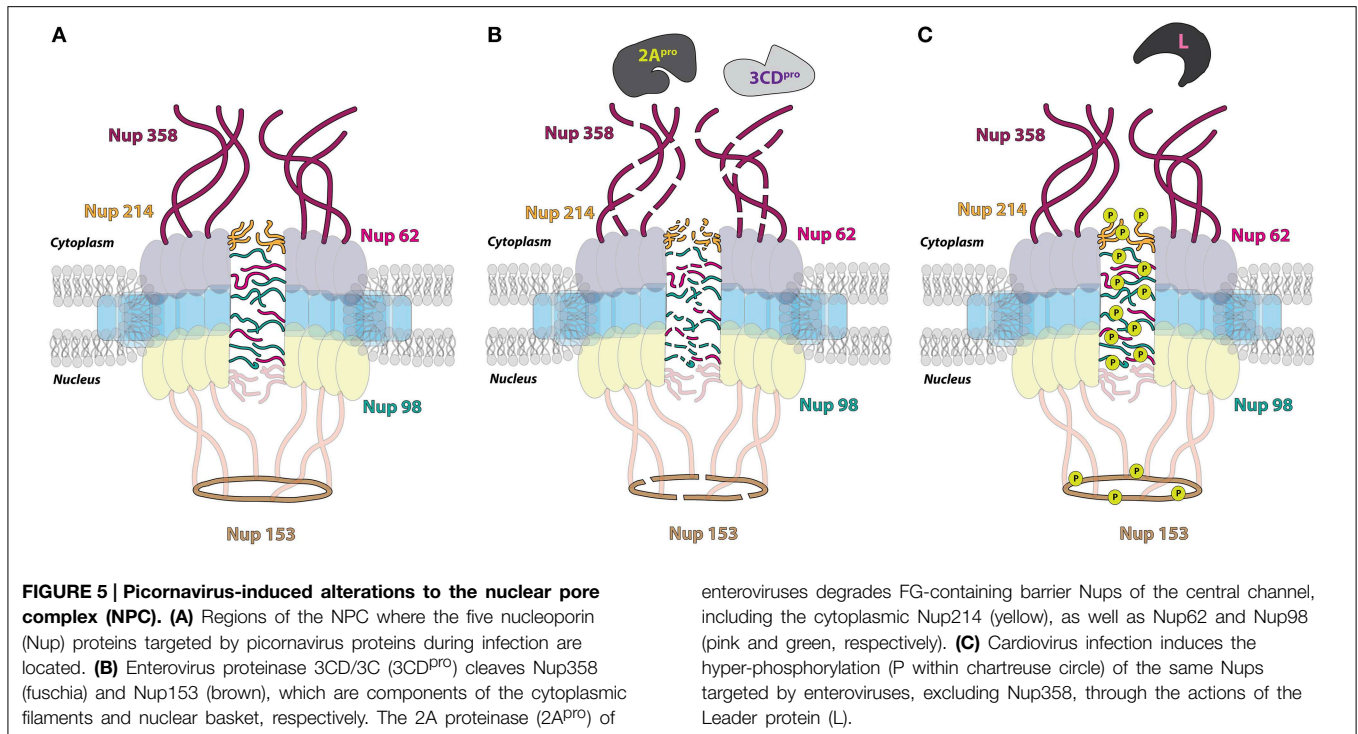 A
Nup 358
Nup 214
Cytoplasm
Nup 62
Nucleus
Nup 98
Nup 153
B
2Apro
3CDpro
Nup 358
Nup 214
Cytoplasm
Nup 62
Nucleus
Nup 98
Nup 153
C
L
Nup 358
Nup 214
P
P
P
Cytoplasm
Nup 62
P
P
P
P
P
P
P
P
P
Nucleus
Nup 98
P
P
P
P
Nup 153
FIGURE 5 | Picornavirus-induced alterations to the nuclear pore
complex (NPC). (A) Regions of the NPC where the five nucleoporin
(Nup) proteins targeted by picornavirus proteins during infection are
located. (B) Enterovirus proteinase 3CD/3C (3CDpro) cleaves Nup358
(fuschia) and Nup153 (brown), which are components of the cytoplasmic
filaments and nuclear basket, respectively. The 2A proteinase (2Apro) of
enteroviruses degrades FG-containing barrier Nups of the central channel,
including the cytoplasmic Nup214 (yellow), as well as Nup62 and Nup98
(pink and green, respectively). (C) Cardiovirus infection induces the
hyper-phosphorylation (P within chartreuse circle) of the same Nups
targeted by enteroviruses, excluding Nup358, through the actions of the
Leader protein (L).